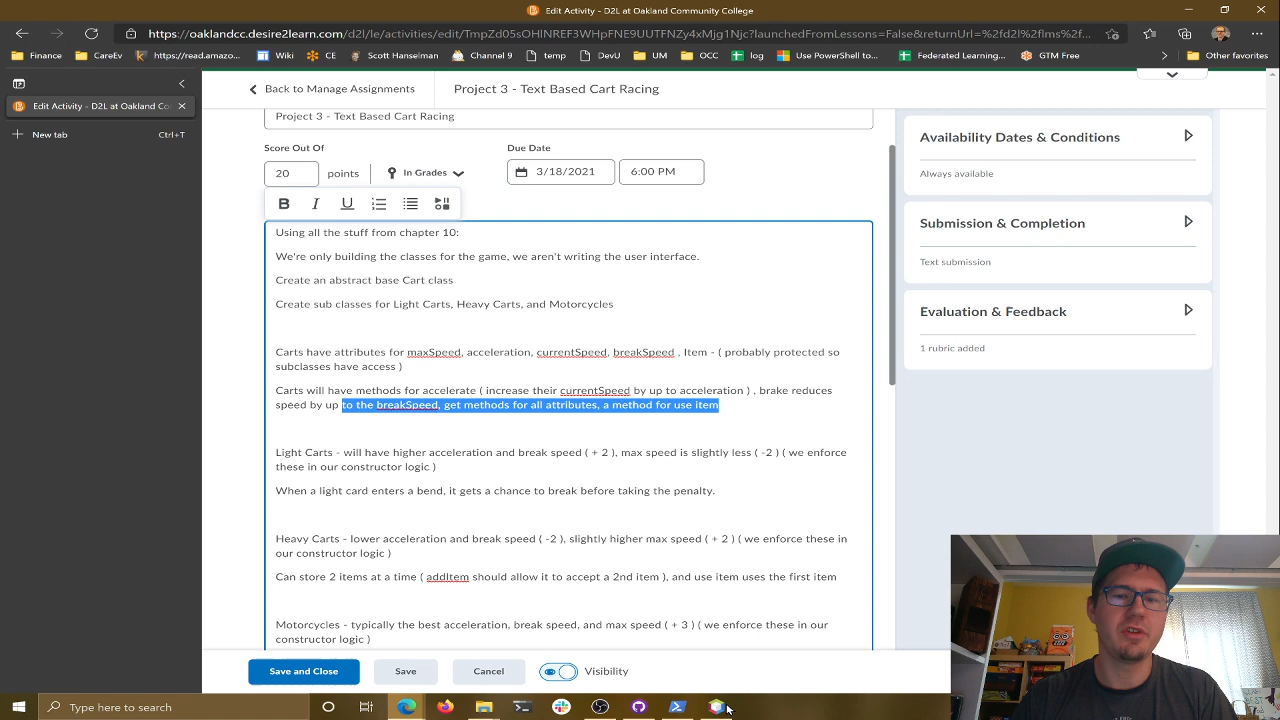 Edit Activity - D2L at Oakland Community College
https://oaklandcc.desire2learn.com/d2l/le/activities/edit/TmpZd05sOHlNREF3WHpFNE9UUTNfZy4xMjg1Njc?launchedFromLessons=False&returnUrl=%2fd2l%2flms%2f...
Finance
CareEv
https://read.amazo...
Wiki
CE
Scott Hanselman
Channel 9
TMP
DevU
UM
log
Use PowerShell to...
Federated Learning...
GTM Free
Other favorites
Edit Activity - D2L at Oakland Co
New tab
Ctrl+T
Back to Manage Assignments
Project 3 - Text Based Cart Racing
Project 3 - Text Based Cart Racing
Score Out Of
Due Date
20
points
In Grades
3/18/2021
6:00 PM
B I U
Using all the stuff from chapter 10:
We're only building the classes for the game, we aren't writing the user interface.
Create an abstract base Cart class
Create sub classes for Light Carts, Heavy Carts, and Motorcycles
Carts have attributes for maxSpeed, acceleration, currentSpeed, breakSpeed , Item - ( probably protected so
subclasses have access )
Carts will have methods for accelerate ( increase their currentSpeed by up to acceleration ) , brake reduces
speed by up to the breakSpeed, get methods for all attributes, a method for use item
Light Carts - will have higher acceleration and break speed ( + 2 ), max speed is slightly less ( -2 ) ( we enforce
these in our constructor logic )
When a light card enters a bend, it gets a chance to break before taking the penalty.
Heavy Carts - lower acceleration and break speed ( -2 ), slightly higher max speed ( + 2 ) ( we enforce these in
our constructor logic )
Can store 2 items at a time ( addItem should allow it to accept a 2nd item ), and use item uses the first item
Motorcycles - typically the best acceleration, break speed, and max speed ( + 3 ) ( we enforce these in our
constructor logic )
Availability Dates & Conditions
Always available
Submission & Completion
Text submission
Evaluation & Feedback
1 rubric added
Save and Close
Save
Cancel
Visibility
Type here to search